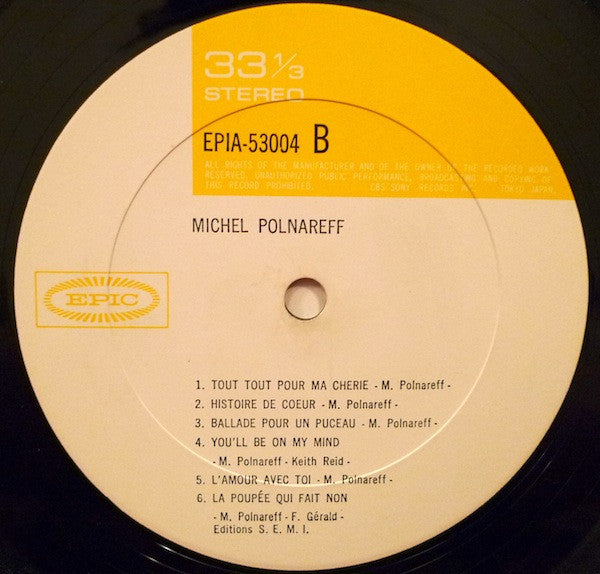 33 1/3
STEREO
EPIA-53004 B
ALL RIGHTS OF THE MANUFACTURER AND OF THE OWNER OF THE RECORDED WORK
RESERVED. UNAUTHORIZED PUBLIC PERFORMANCE, BROADCASTING AND COPYING OF
THIS RECORD PROHIBITED. CBS/SONY RECORDS INC. TOKYO JAPAN.
MICHEL POLNAREFF
EPIC
1. TOUT TOUT POUR MA CHERIE - M. Polnareff -
2. HISTOIRE DE COEUR - M. Polnareff -
3. BALLADE POUR UN PUCEAU - M. Polnareff -
4. YOU'LL BE ON MY MIND
- M. Polnareff - Keith Reid -
5. L'AMOUR AVEC TOI - M. Polnareff -
6. LA POUPÉE QUI FAIT NON
- M. Polnareff - F. Gérald -
Editions S. E. M. I.